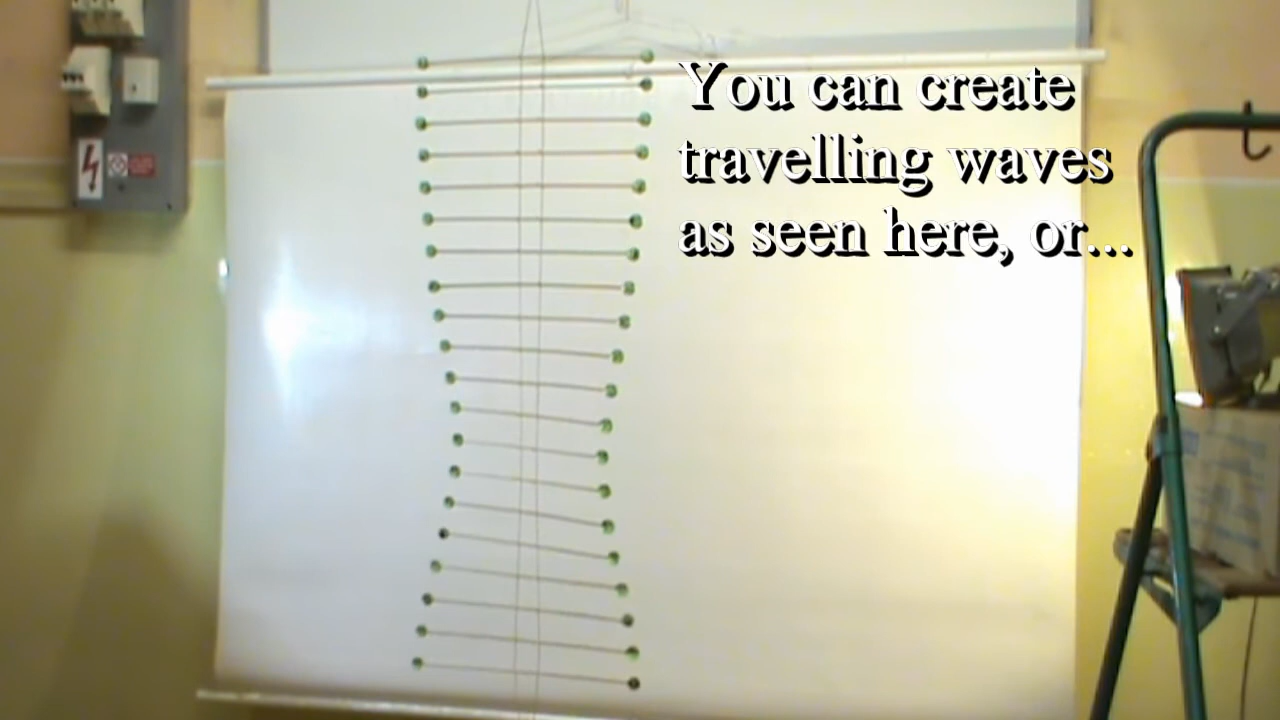 You can create
travelling waves
as seen here, or...